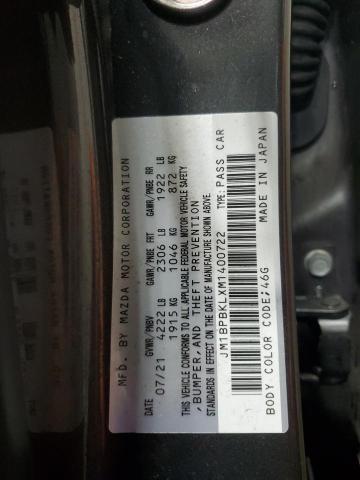 MFD. BY MAZDA MOTOR CORPORATION
DATE GVWR/PNBV GAWR/PNBE FRT GAWR/PNBE RR
07/21 4222 LB 2306 LB 1922 LB
1915 KG 1046 KG 872 KG
THIS VEHICLE CONFORMS TO ALL APPLICABLE FEDERAL MOTOR VEHICLE SAFETY
, BUMPER, AND THEFT PREVENTION
STANDARDS IN EFFECT ON THE DATE OF MANUFACTURE SHOWN ABOVE.
JM1BPBKLXM1400722 TYPE: PASS CAR
BODY COLOR CODE: 46G MADE IN JAPAN